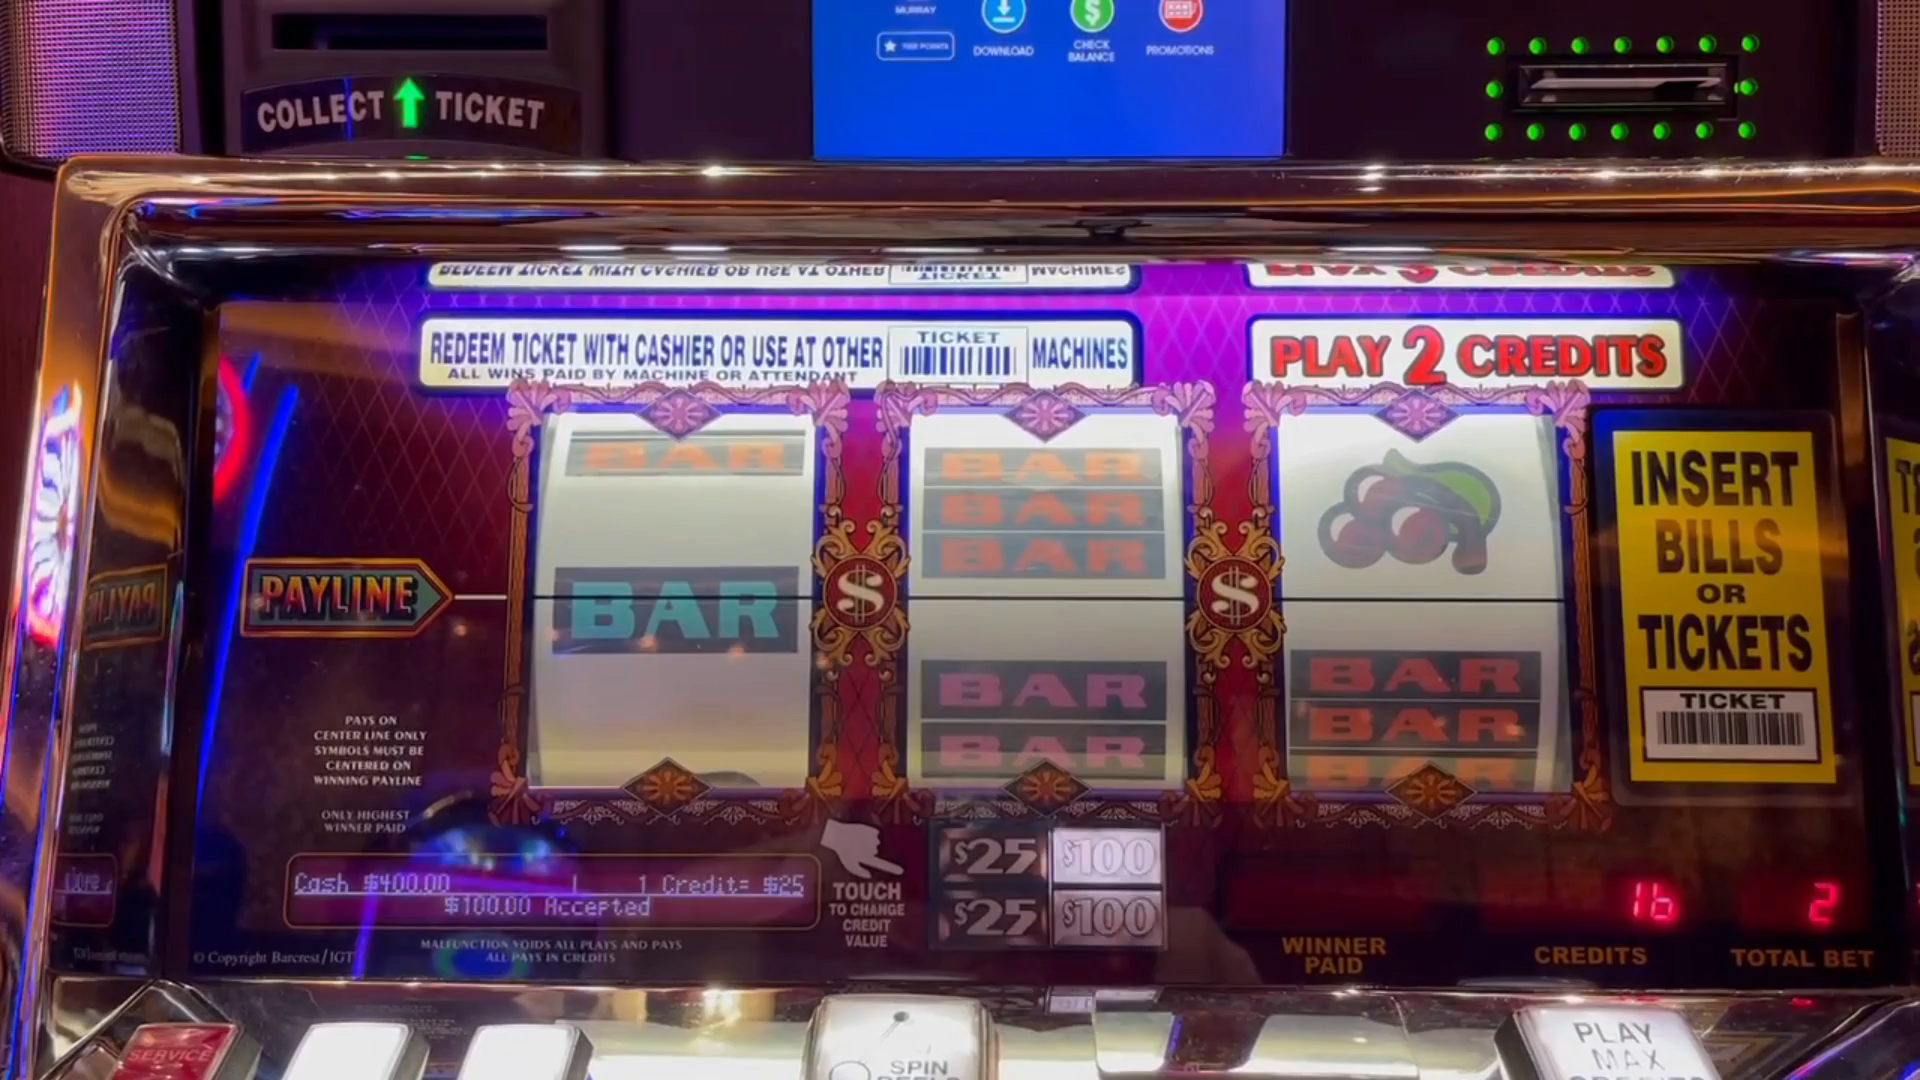 MURRAY
DOWNLOAD
CHECK
BALANCE
PROMOTIONS
COLLECT TICKET
REDEEM TICKET WITH CASHIER OR USE AT OTHER TICKET MACHINES
ALL WINS PAID BY MACHINE OR ATTENDANT
PLAY 2 CREDITS
BAR
BAR
BAR
BAR
BAR
PAYLINE
$
$
BAR
BAR
BAR
BAR
BAR
INSERT
BILLS
OR
TICKETS
TICKET
PAYS ON
CENTER LINE ONLY
SYMBOLS MUST BE
CENTERED ON
WINNING PAYLINE
ONLY HIGHEST
WINNER PAID
Cash $400.00 1 Credit= $25
$100.00 Accepted
TOUCH
TO CHANGE
CREDIT
VALUE
$25 $100
$25 $100
16 2
WINNER
PAID
CREDITS
TOTAL BET
MALFUNCTION VOIDS ALL PLAYS AND PAYS
ALL PAYS IN CREDITS
© Copyright Barcrest/IGT
SERVICE
SPIN
REELS
PLAY
MAX
CREDITS